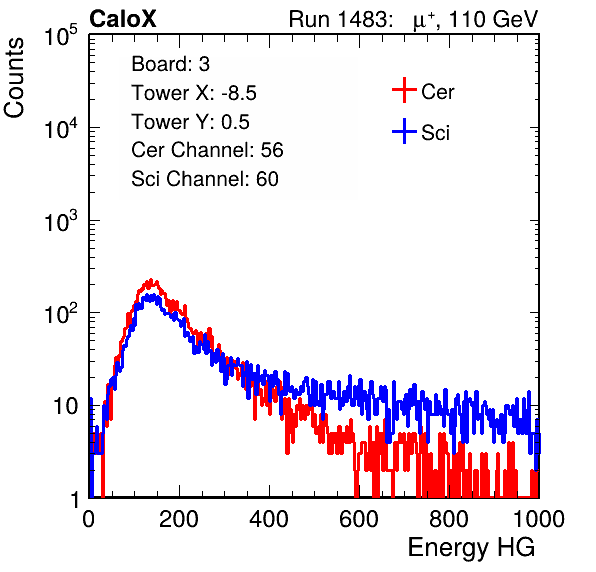 CaloX Run 1483: μ⁺, 110 GeV
Counts
Board: 3
Tower X: -8.5
Tower Y: 0.5
Cer Channel: 56
Sci Channel: 60
Cer
Sci
10⁵
10⁴
10³
10²
10
1
0 200 400 600 800 1000
Energy HG